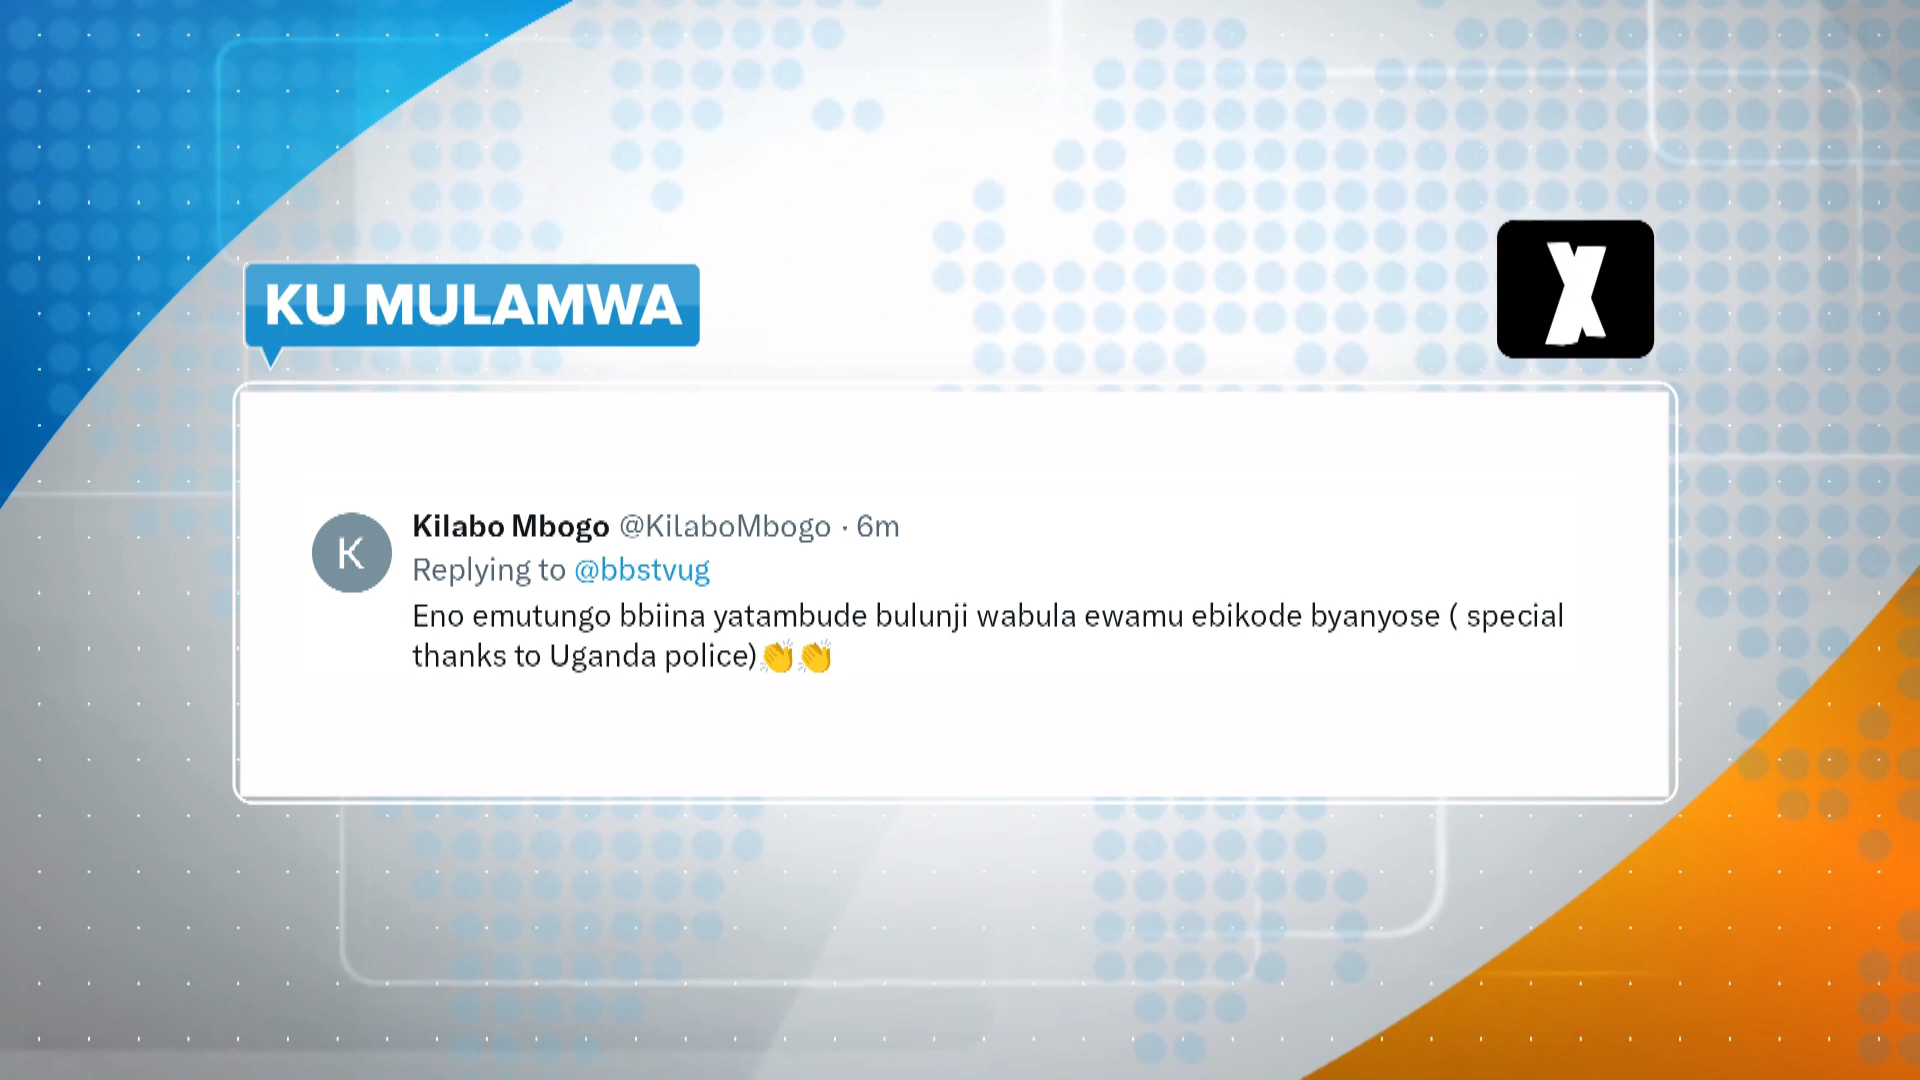 KU MULAMWA
X
Kilabo Mbogo @KilaboMbogo · 6m
K
Replying to @bbstvug
Eno emutungo bbiina yatambude bulunji wabula ewamu ebikode byanyose ( special
thanks to Uganda police)👏👏